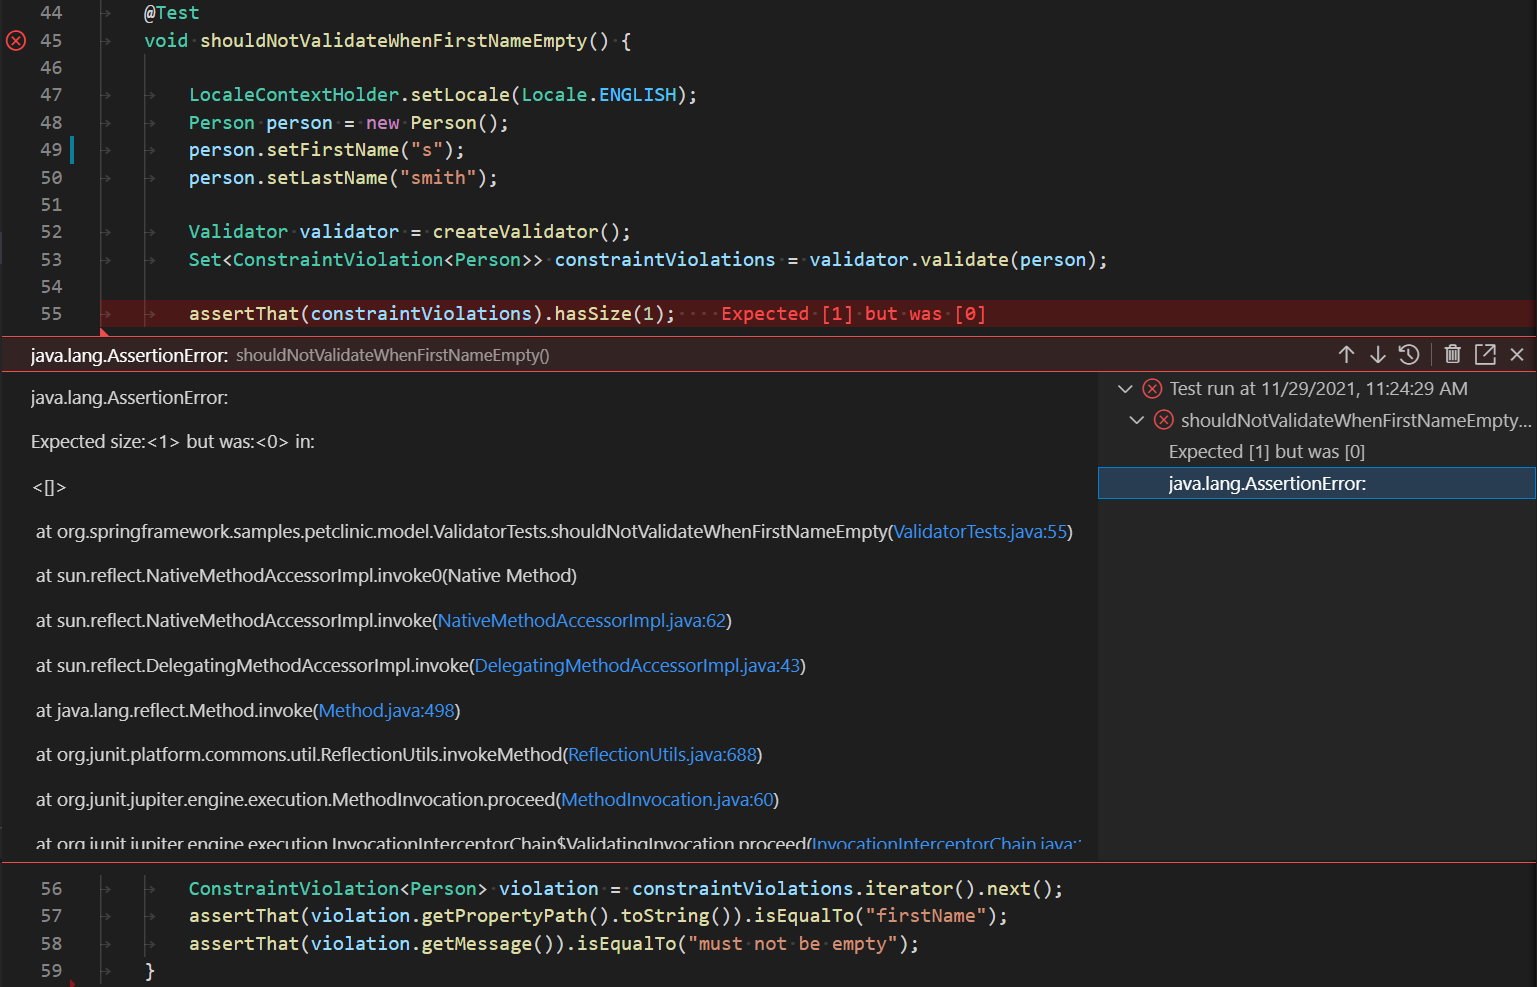 44 @Test
45 void shouldNotValidateWhenFirstNameEmpty() {
46
47 LocaleContextHolder.setLocale(Locale.ENGLISH);
48 Person person = new Person();
49 person.setFirstName("s");
50 person.setLastName("smith");
51
52 Validator validator = createValidator();
53 Set<ConstraintViolation<Person>> constraintViolations = validator.validate(person);
54
55 assertThat(constraintViolations).hasSize(1); Expected [1] but was [0]
java.lang.AssertionError: shouldNotValidateWhenFirstNameEmpty()
java.lang.AssertionError:
Expected size:<1> but was:<0> in:
<[]>
at org.springframework.samples.petclinic.model.ValidatorTests.shouldNotValidateWhenFirstNameEmpty(ValidatorTests.java:55)
at sun.reflect.NativeMethodAccessorImpl.invoke0(Native Method)
at sun.reflect.NativeMethodAccessorImpl.invoke(NativeMethodAccessorImpl.java:62)
at sun.reflect.DelegatingMethodAccessorImpl.invoke(DelegatingMethodAccessorImpl.java:43)
at java.lang.reflect.Method.invoke(Method.java:498)
at org.junit.platform.commons.util.ReflectionUtils.invokeMethod(ReflectionUtils.java:688)
at org.junit.jupiter.engine.execution.MethodInvocation.proceed(MethodInvocation.java:60)
at org.junit.jupiter.engine.execution.InvocationInterceptorChain$ValidatingInvocation.proceed(InvocationInterceptorChain.java:
Test run at 11/29/2021, 11:24:29 AM
shouldNotValidateWhenFirstNameEmpty...
Expected [1] but was [0]
java.lang.AssertionError:
56 ConstraintViolation<Person> violation = constraintViolations.iterator().next();
57 assertThat(violation.getPropertyPath().toString()).isEqualTo("firstName");
58 assertThat(violation.getMessage()).isEqualTo("must not be empty");
59 }